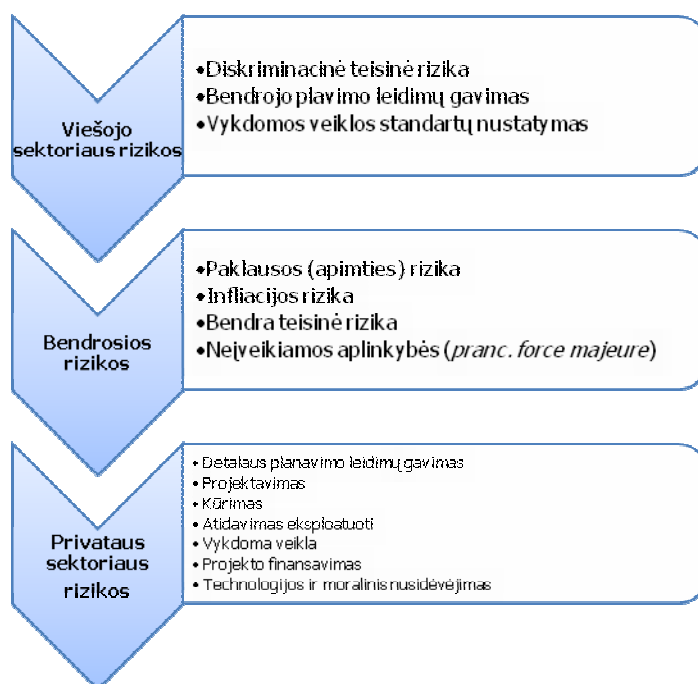 Viešojo
sektoriaus rizikos
•Diskriminacinė teisinė rizika
•Bendrojo plavimo leidimų gavimas
•Vykdomos veiklos standartų nustatymas
Bendrosios
rizikos
•Paklausos (apimties) rizika
•Infliacijos rizika
•Bendra teisinė rizika
•Neįveikiamos aplinkybės (pranc. force majeure)
Privataus
sektoriaus
rizikos
• Detalaus planavimo leidimų gavimas
• Projektavimas
• Kūrimas
• Atidavimas eksploatuoti
• Vykdoma veikla
• Projekto finansavimas
• Technologijos ir moralinis nusidėvėjimas